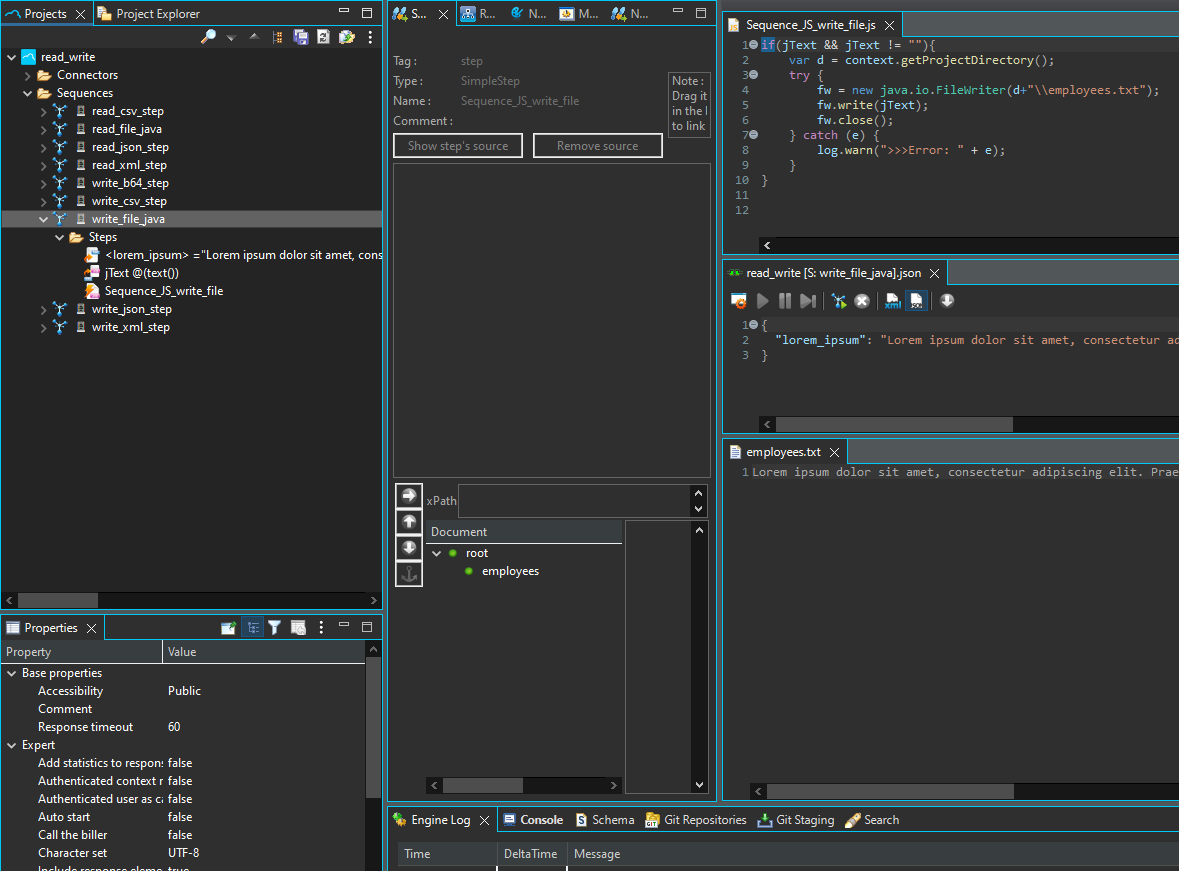 Projects
Project Explorer
read_write
Connectors
Sequences
read_csv_step
read_file_java
read_json_step
read_xml_step
write_b64_step
write_csv_step
write_file_java
Steps
<lorem_ipsum> ="Lorem ipsum dolor sit amet, cons
jText @(text())
Sequence_JS_write_file
write_json_step
write_xml_step
Properties
Property Value
Base properties
Accessibility Public
Comment
Response timeout 60
Expert
Add statistics to respon: false
Authenticated context r false
Authenticated user as ca false
Auto start false
Call the biller false
Character set UTF-8
Include response eleme true
S... R... N... M... N...
Tag : step
Type : SimpleStep
Name : Sequence_JS_write_file
Comment :
Note :
Drag it
in the l
to link
Show step's source
Remove source
xPath
Document
root
employees
Sequence_JS_write_file.js
1 if(jText && jText != ""){
2 var d = context.getProjectDirectory();
3 try {
4 fw = new java.io.FileWriter(d+"\\employees.txt");
5 fw.write(jText);
6 fw.close();
7 } catch (e) {
8 log.warn(">>>Error: " + e);
9 }
10 }
11
12
read_write [S: write_file_java].json
1 {
2 "lorem_ipsum": "Lorem ipsum dolor sit amet, consectetur ad
3 }
employees.txt
1 Lorem ipsum dolor sit amet, consectetur adipiscing elit. Prae
Engine Log
Console
Schema
Git Repositories
Git Staging
Search
Time DeltaTime Message